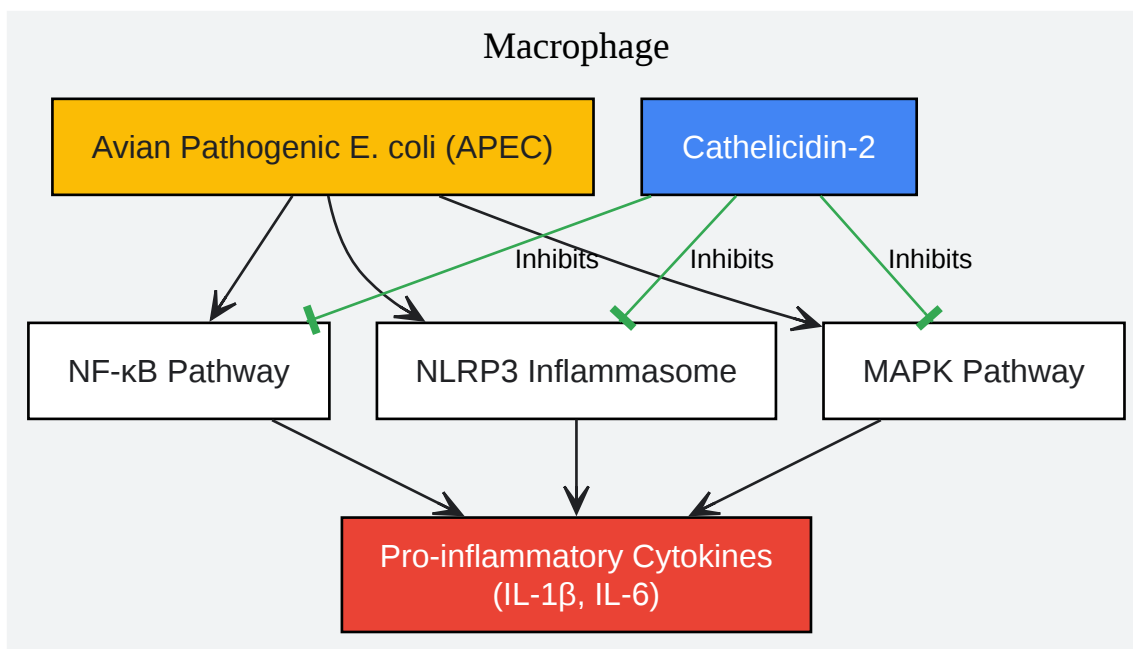 Macrophage
Avian Pathogenic E. coli (APEC)
Cathelicidin-2
Inhibits
Inhibits
Inhibits
NF-κB Pathway
NLRP3 Inflammasome
MAPK Pathway
Pro-inflammatory Cytokines
(IL-1β, IL-6)